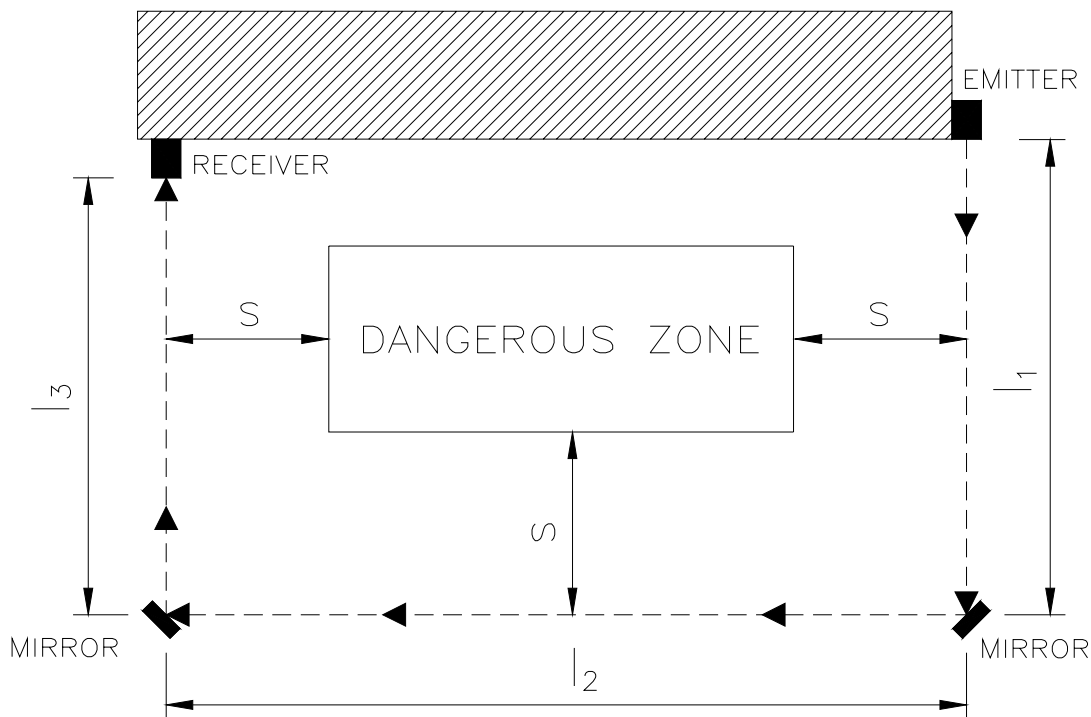 EMITTER
RECEIVER
S
DANGEROUS ZONE
S
l3
l1
S
MIRROR
MIRROR
l2